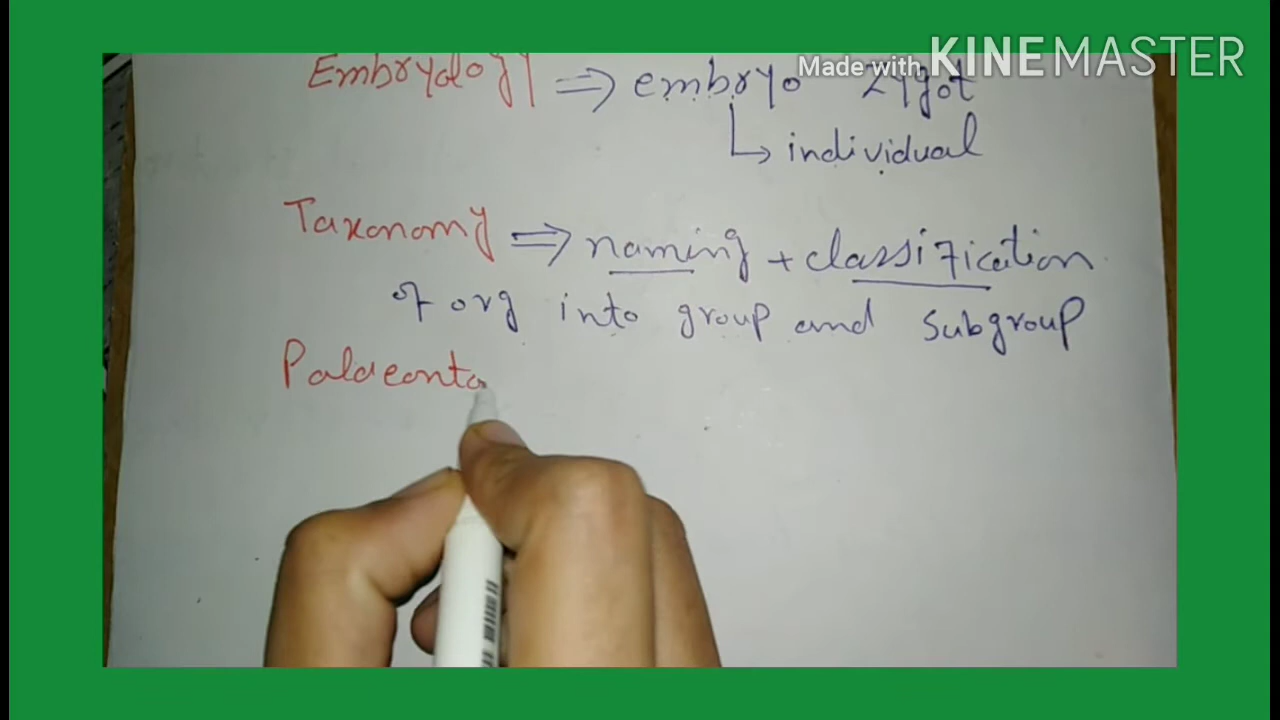 Made with KINEMASTER
Embryology => embryo zygot
↳ individual
Taxonomy => naming + classification
of org into group and subgroup
Palaeonto